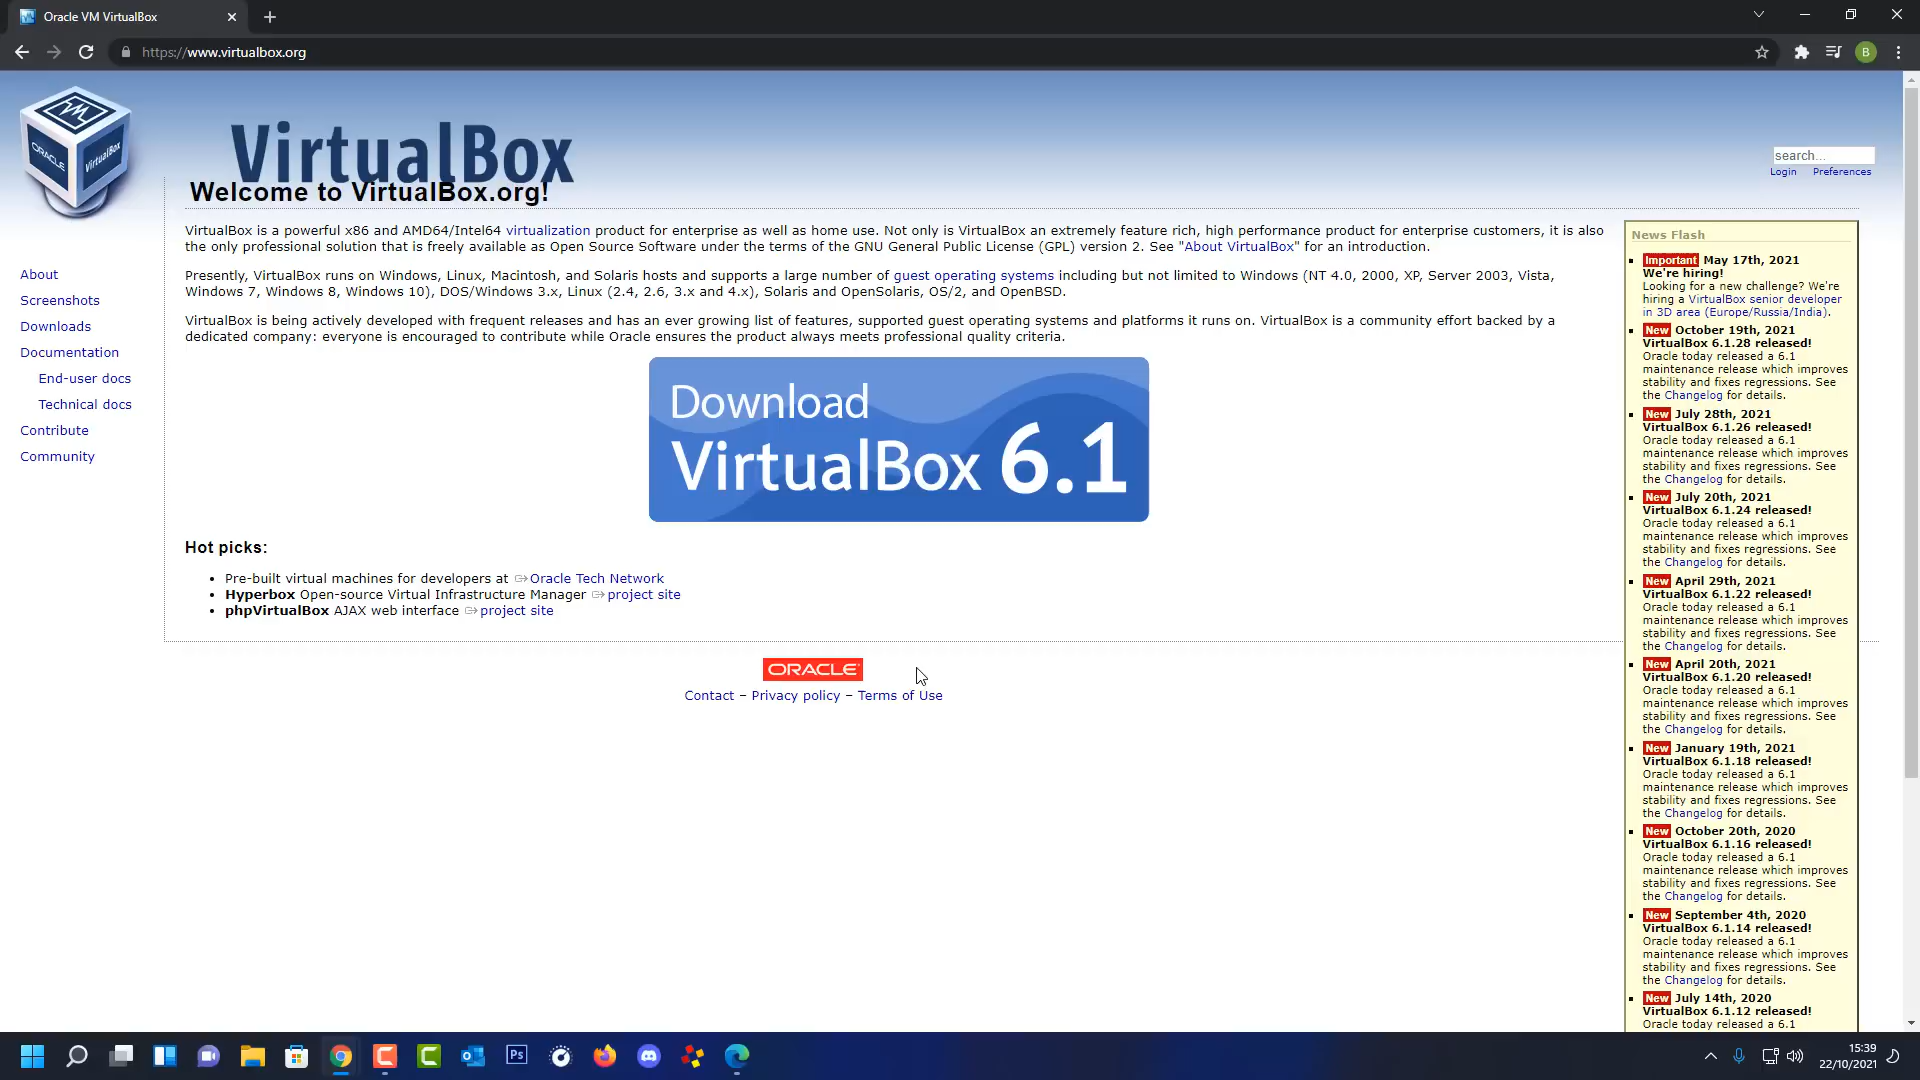 Oracle VM VirtualBox
https://www.virtualbox.org
B
ORACLE
VirtualBox
VirtualBox
search...
Login Preferences
Welcome to VirtualBox.org!
About
Screenshots
Downloads
Documentation
End-user docs
Technical docs
Contribute
Community
VirtualBox is a powerful x86 and AMD64/Intel64 virtualization product for enterprise as well as home use. Not only is VirtualBox an extremely feature rich, high performance product for enterprise customers, it is also
the only professional solution that is freely available as Open Source Software under the terms of the GNU General Public License (GPL) version 2. See "About VirtualBox" for an introduction.
Presently, VirtualBox runs on Windows, Linux, Macintosh, and Solaris hosts and supports a large number of guest operating systems including but not limited to Windows (NT 4.0, 2000, XP, Server 2003, Vista,
Windows 7, Windows 8, Windows 10), DOS/Windows 3.x, Linux (2.4, 2.6, 3.x and 4.x), Solaris and OpenSolaris, OS/2, and OpenBSD.
VirtualBox is being actively developed with frequent releases and has an ever growing list of features, supported guest operating systems and platforms it runs on. VirtualBox is a community effort backed by a
dedicated company: everyone is encouraged to contribute while Oracle ensures the product always meets professional quality criteria.
Download
VirtualBox 6.1
Hot picks:
Pre-built virtual machines for developers at Oracle Tech Network
Hyperbox Open-source Virtual Infrastructure Manager project site
phpVirtualBox AJAX web interface project site
ORACLE
Contact – Privacy policy – Terms of Use
News Flash
Important May 17th, 2021
We're hiring!
Looking for a new challenge? We're
hiring a VirtualBox senior developer
in 3D area (Europe/Russia/India).
New October 19th, 2021
VirtualBox 6.1.28 released!
Oracle today released a 6.1
maintenance release which improves
stability and fixes regressions. See
the Changelog for details.
New July 28th, 2021
VirtualBox 6.1.26 released!
Oracle today released a 6.1
maintenance release which improves
stability and fixes regressions. See
the Changelog for details.
New July 20th, 2021
VirtualBox 6.1.24 released!
Oracle today released a 6.1
maintenance release which improves
stability and fixes regressions. See
the Changelog for details.
New April 29th, 2021
VirtualBox 6.1.22 released!
Oracle today released a 6.1
maintenance release which improves
stability and fixes regressions. See
the Changelog for details.
New April 20th, 2021
VirtualBox 6.1.20 released!
Oracle today released a 6.1
maintenance release which improves
stability and fixes regressions. See
the Changelog for details.
New January 19th, 2021
VirtualBox 6.1.18 released!
Oracle today released a 6.1
maintenance release which improves
stability and fixes regressions. See
the Changelog for details.
New October 20th, 2020
VirtualBox 6.1.16 released!
Oracle today released a 6.1
maintenance release which improves
stability and fixes regressions. See
the Changelog for details.
New September 4th, 2020
VirtualBox 6.1.14 released!
Oracle today released a 6.1
maintenance release which improves
stability and fixes regressions. See
the Changelog for details.
New July 14th, 2020
VirtualBox 6.1.12 released!
Oracle today released a 6.1
Ps
15:39
22/10/2021